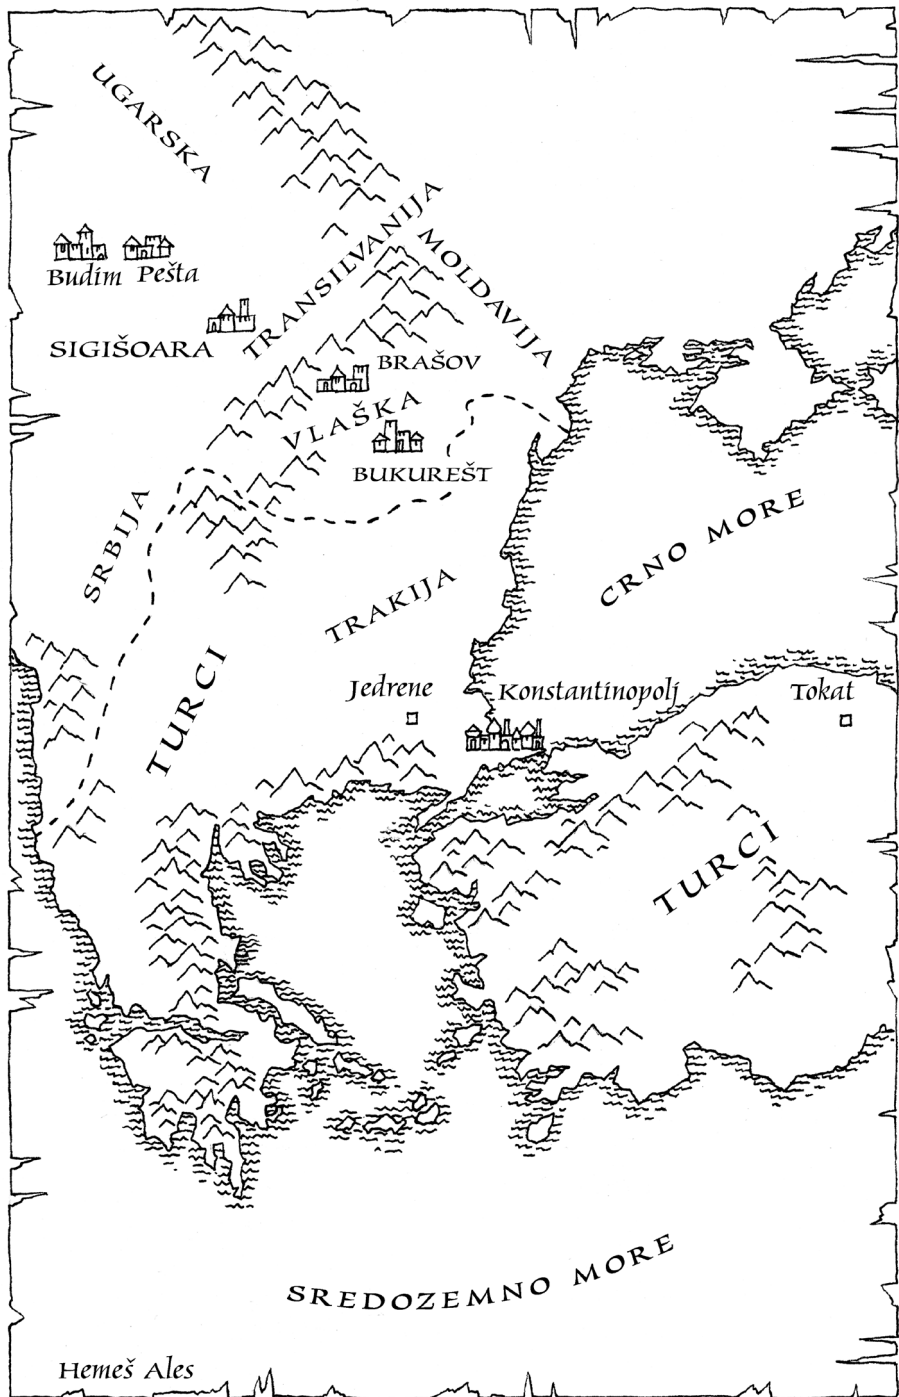 UGARSKA
TRANSILVANIJA
MOLDAVIJA
Budim Pešta
SIGIŠOARA
BRAŠOV
VLAŠKA
BUKUREŠT
SRBIJA
CRNO MORE
TRAKIJA
TURCI
Jedrene
Konstantinopolj
Tokat
TURCI
SREDOZEMNO MORE
Hemeš Ales